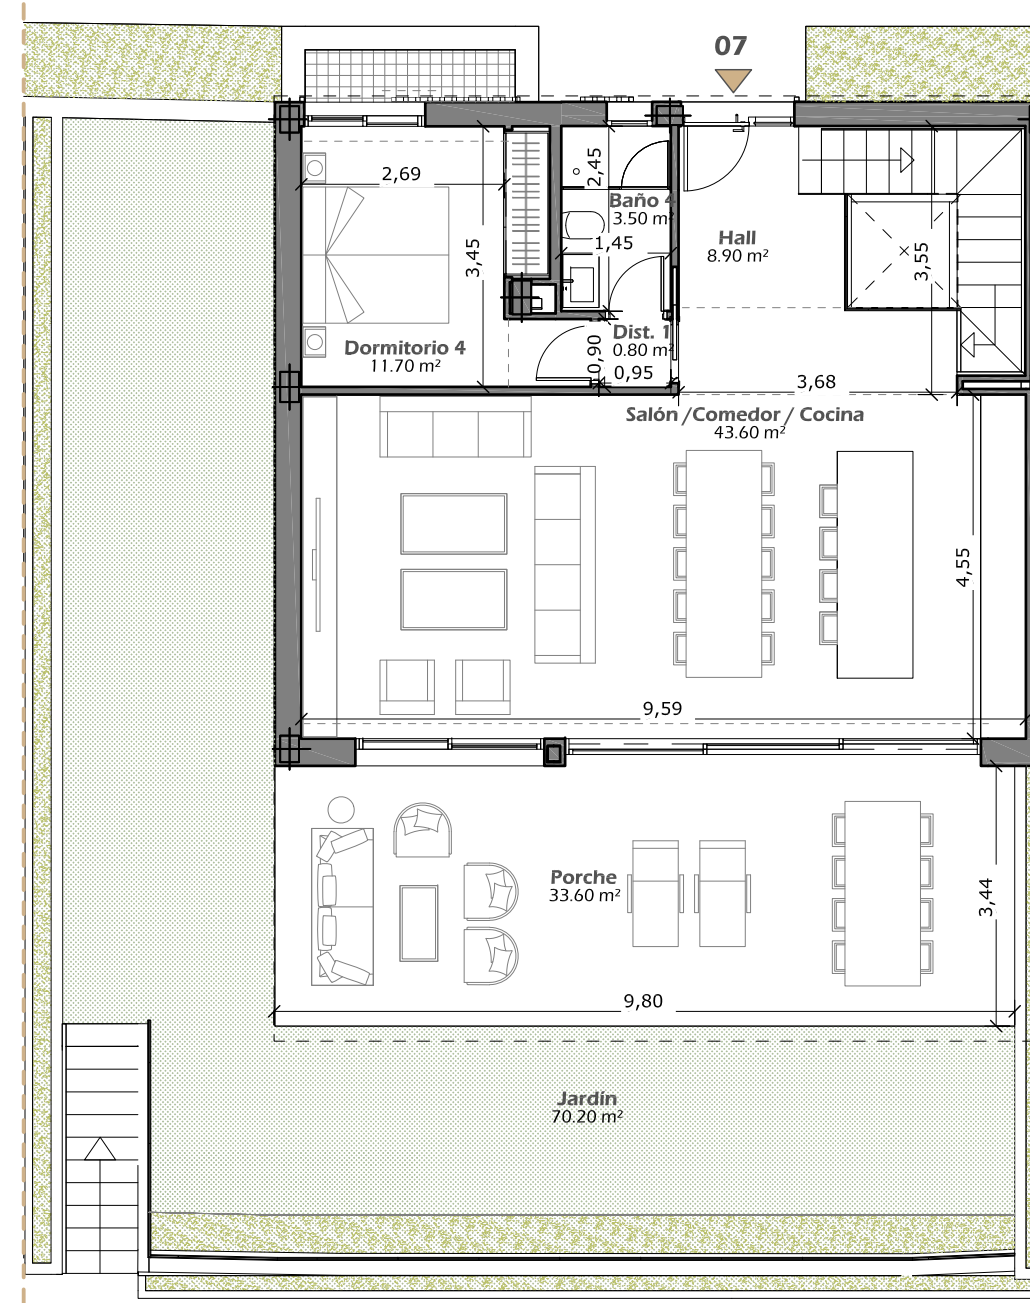 07
2,69
2,45
Baño 4
3.50 m²
1,45
3,45
Hall
8.90 m²
3,55
Dormitorio 4
11.70 m²
Dist. 1
0.80 m²
0,90
0,95
3,68
Salón /Comedor / Cocina
43.60 m²
4,55
9,59
Porche
33.60 m²
3,44
9,80
Jardín
70.20 m²